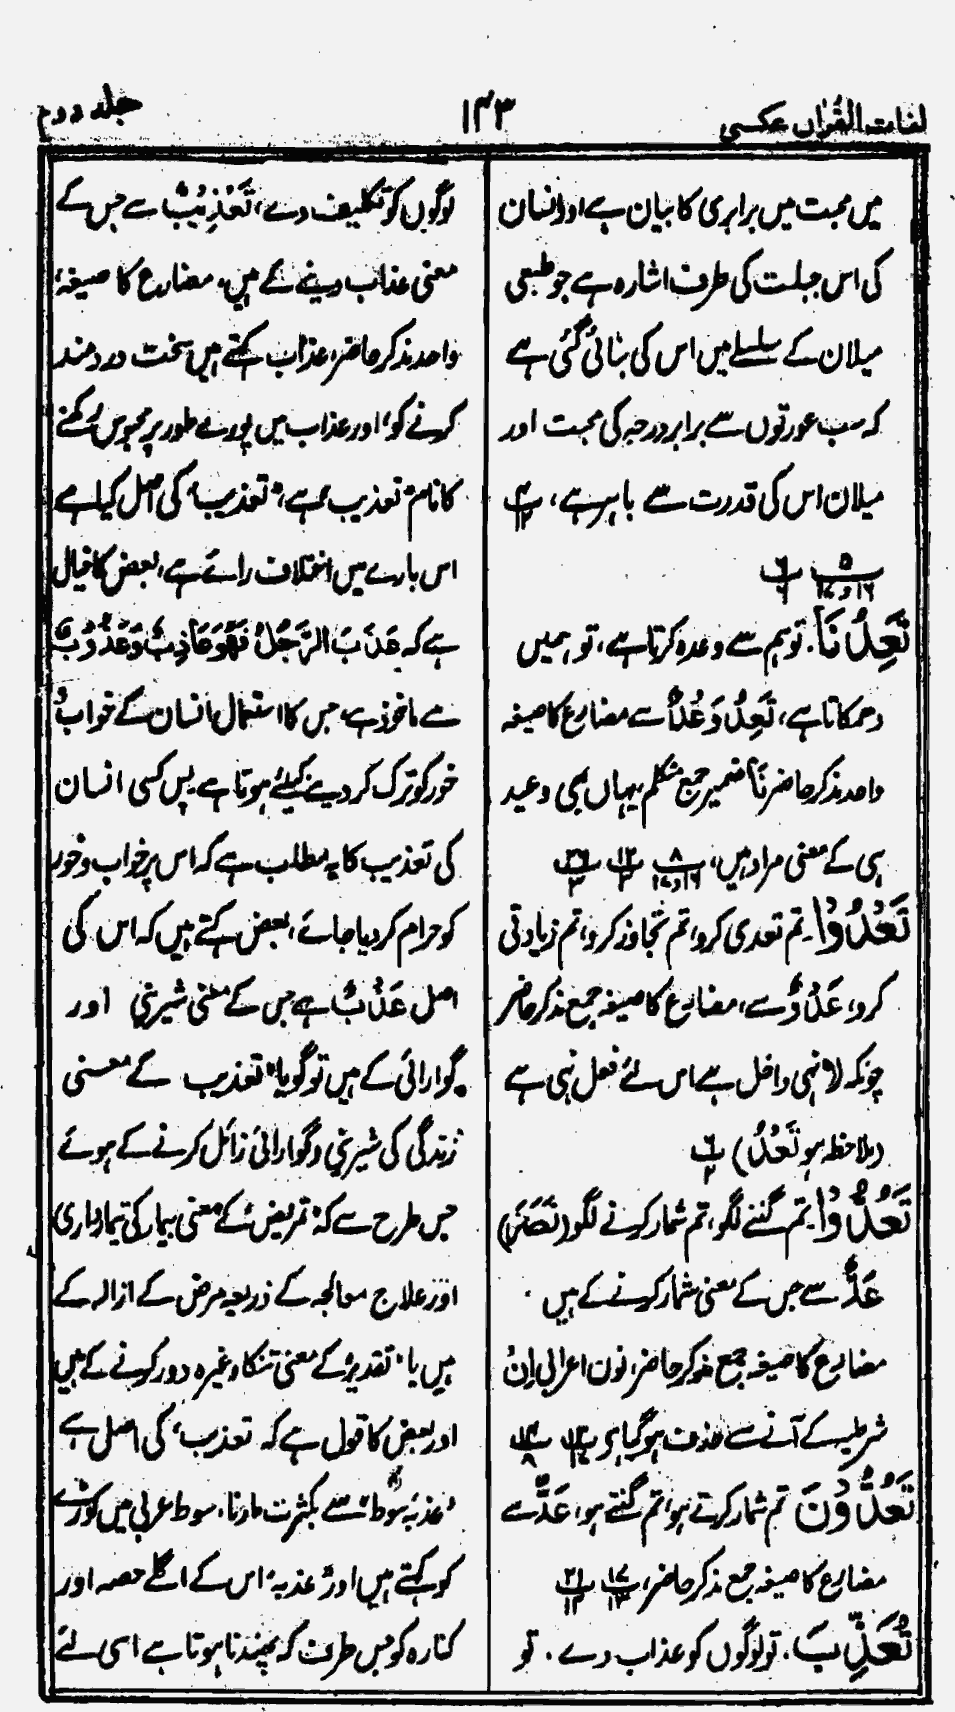 لغات القرآن عکسی
۱۴۳
جلد دوم
میں محبت میں برابری کا بیان ہے اور انسان
کی اس جبلت کی طرف اشارہ ہے جو طبعی
میلان کے سلسلے میں اس کی بنائی گئی ہے
کہ سب عورتوں سے برابر درجہ کی محبت اور
میلان اس کی قدرت سے باہر ہے،
تَعِدُنَا۔ تو ہم سے وعدہ کرتا ہے، تو ہمیں
دھمکاتا ہے، تَعِدُ وَعْدٌ سے مضارع کا صیغہ
واحد مذکر حاضر نَا ضمیر جمع متکلم یہاں بھی وعید
ہی کے معنی مراد ہیں،
تَعْدُوْا۔ تم تعدی کرو، تم تجاوز کرو، تم زیادتی
کرو، عَدْوٌ سے، مضارع کا صیغہ جمع مذکر حاضر
چونکہ لا نہی داخل ہے اس لئے فعل نہی ہے
(ملاحظہ ہو تَعْدُ)
تَعُدُّوْا۔ تم گننے لگو، تم شمار کرنے لگو (نَصَرَ)
عَدٌّ سے جس کے معنی شمار کرنے کے ہیں
مضارع کا صیغہ جمع مذکر حاضر، نون اعرابی اِنْ
شرطیہ کے آنے سے حذف ہو گیا ہے
تَعُدُّوْنَ تم شمار کرتے ہو، تم گنتے ہو، عَدٌّ سے
مضارع کا صیغہ جمع مذکر حاضر،
تُعَذِّبَ۔ تو لوگوں کو عذاب دے۔ تو
لوگوں کو تکلیف دے، تَعْذِیْبٌ سے جس کے
معنی عذاب دینے کے ہیں، مضارع کا صیغہ،
واحد مذکر حاضر، عذاب کہتے ہیں سخت دردمند
کرنے کو، اور عذاب میں پورے طور پر محبوس رکھنے
کا نام "تعذیب" ہے، "تعذیب" کی اصل کیا ہے
اس بارے میں اختلاف رائے ہے، بعض کا خیال
ہے کہ عَذَبَ الرَّجُلُ فَهُوَ عَاذِبٌ وَعَذُوْبٌ
سے ماخوذ ہے، جس کا استعمال انسان کے خواب و
خور کو ترک کر دینے کیلئے ہوتا ہے پس کسی انسان
کی تعذیب کا یہ مطلب ہے کہ اس پر خواب و خور
کو حرام کر دیا جائے، بعض کہتے ہیں کہ اس کی
اصل عَذْبٌ ہے جس کے معنی شیرینی اور
گوارائی کے ہیں تو گویا "تعذیب" کے معنی
زندگی کی شیرینی و گوارائی زائل کرنے کے ہوئے
جس طرح سے کہ "تمریض" کے معنی بیمار کی تیمارداری
اور علاج معالجہ کے ذریعہ مرض کے ازالہ کے
ہیں یا "تقذیر" کے معنی تنکا وغیرہ دور کرنے کے ہیں
اور بعض کا قول ہے کہ "تعذیب" کی اصل ہے
سے بکثرت مارنا، سوط عربی میں کوڑے
کو کہتے ہیں اور "عذبہ" اس کے اگلے حصہ اور
کنارہ کو جس طرف کہ پھندنا ہوتا ہے اسی لئے